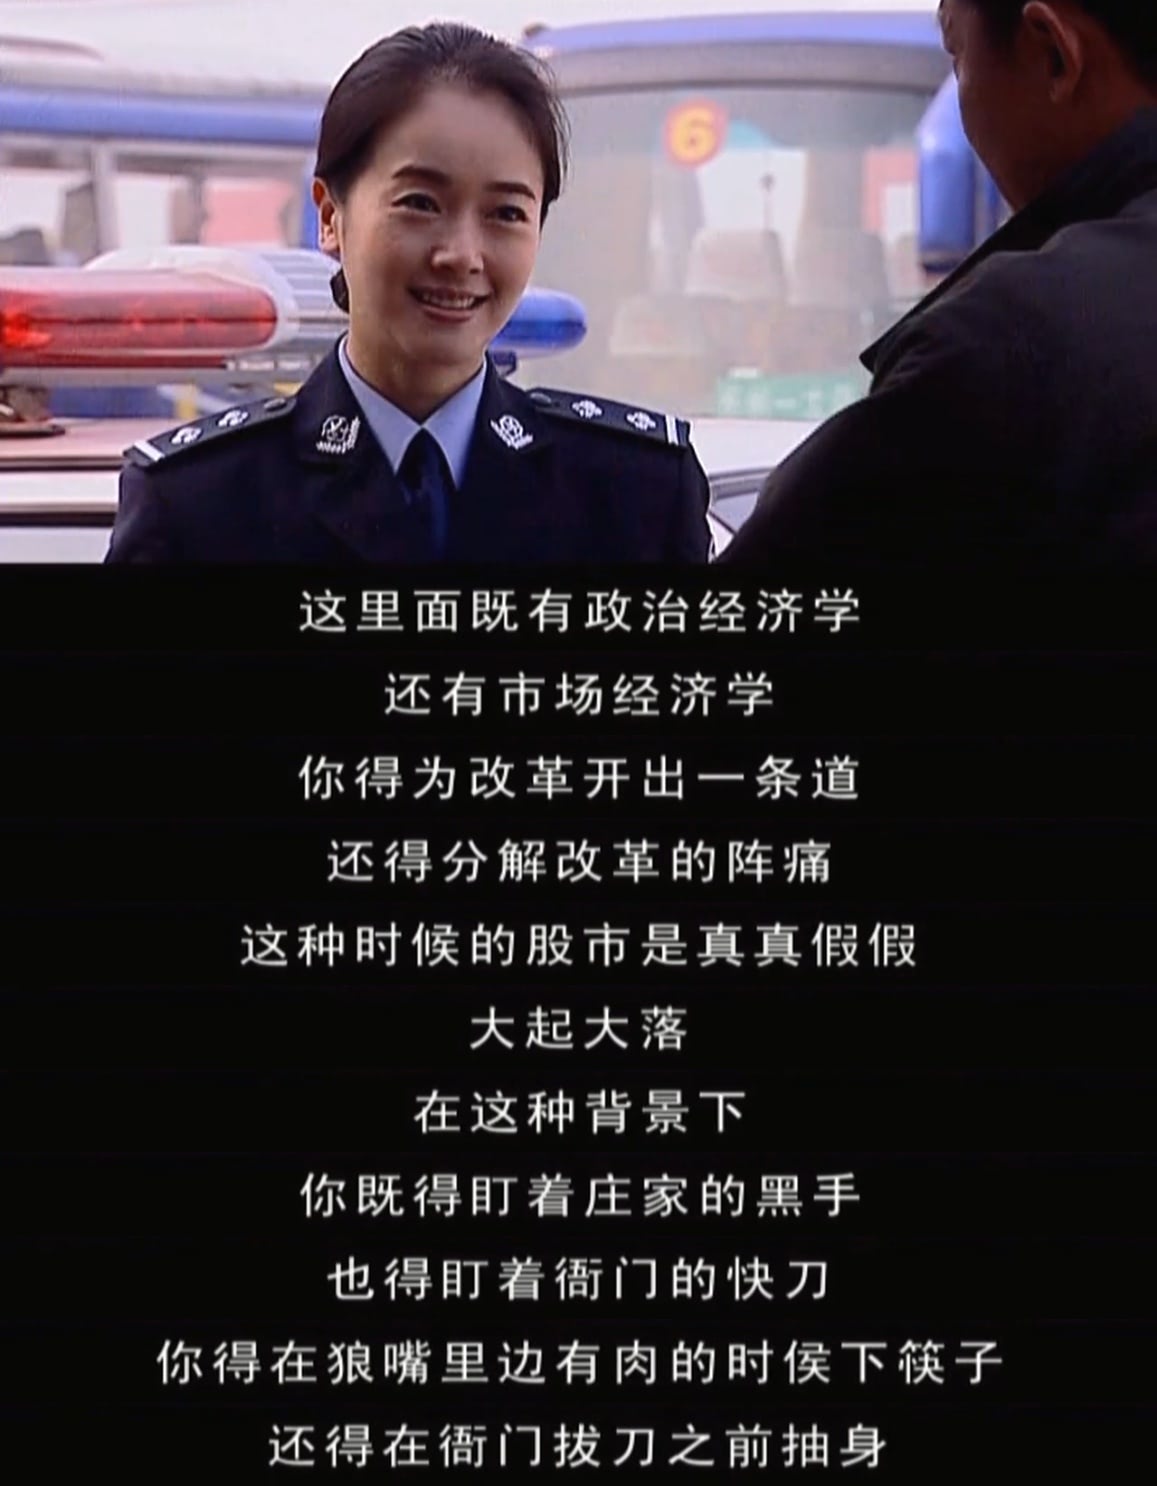 6
这里面既有政治经济学
还有市场经济学
你得为改革开出一条道
还得分解改革的阵痛
这种时候的股市是真真假假
大起大落
在这种背景下
你既得盯着庄家的黑手
也得盯着衙门的快刀
你得在狼嘴里边有肉的时侯下筷子
还得在衙门拔刀之前抽身